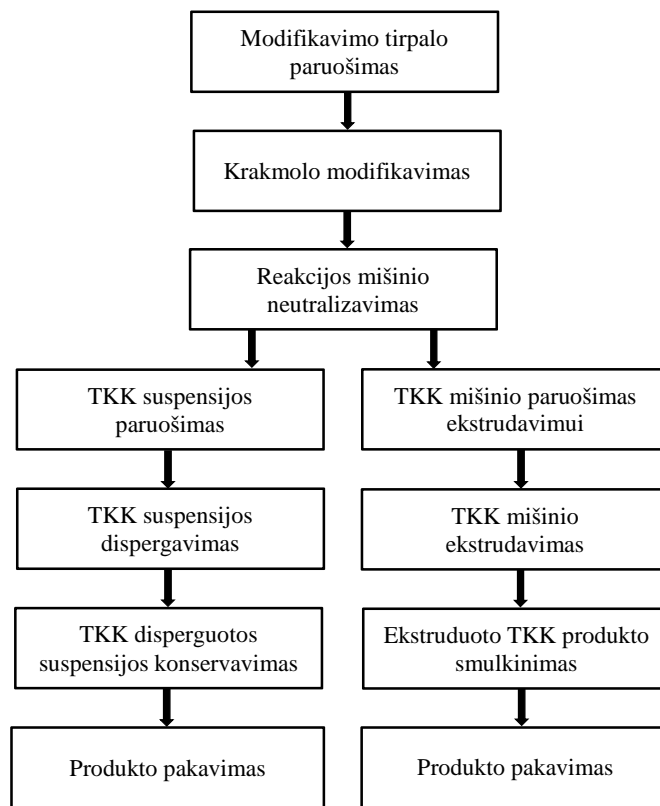 Modifikavimo tirpalo
paruošimas
Krakmolo modifikavimas
Reakcijos mišinio
neutralizavimas
TKK suspensijos
paruošimas
TKK mišinio paruošimas
ekstrudavimui
TKK suspensijos
dispergavimas
TKK mišinio
ekstrudavimas
TKK disperguotos
suspensijos konservavimas
Ekstruduoto TKK produkto
smulkinimas
Produkto pakavimas
Produkto pakavimas